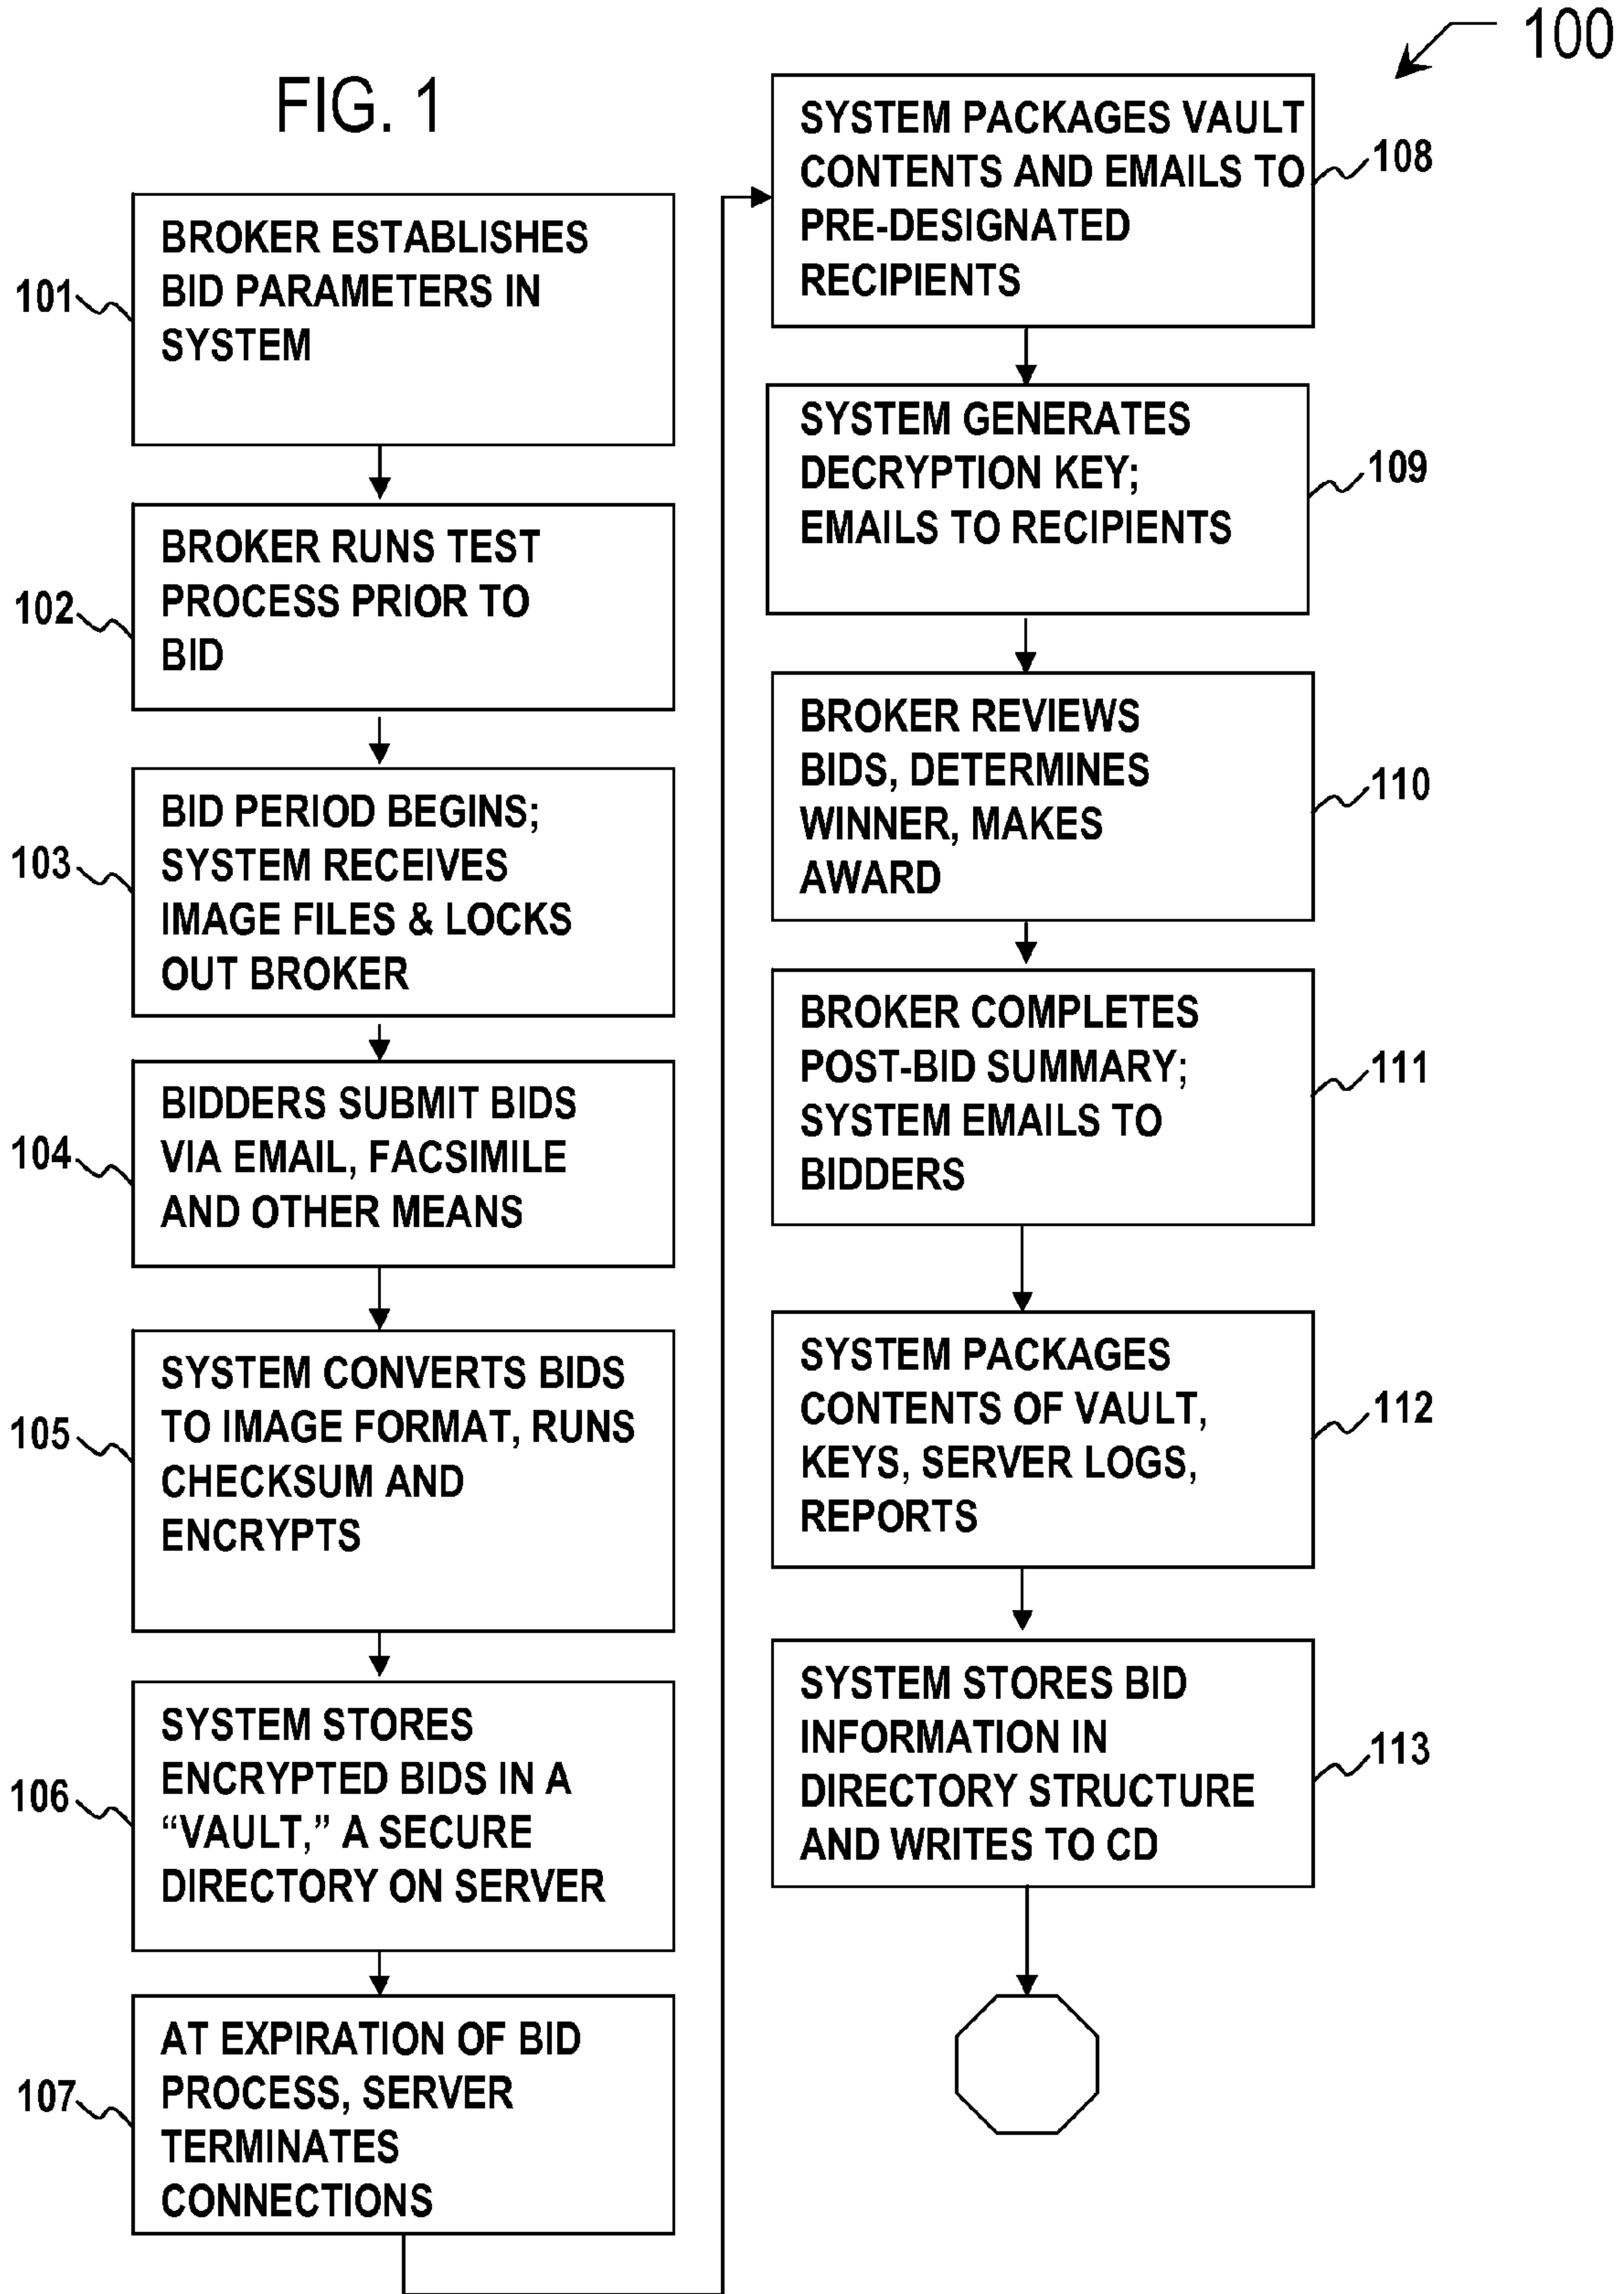 FIG. 1
100
101
BROKER ESTABLISHES
BID PARAMETERS IN
SYSTEM
102
BROKER RUNS TEST
PROCESS PRIOR TO
BID
103
BID PERIOD BEGINS;
SYSTEM RECEIVES
IMAGE FILES & LOCKS
OUT BROKER
104
BIDDERS SUBMIT BIDS
VIA EMAIL, FACSIMILE
AND OTHER MEANS
105
SYSTEM CONVERTS BIDS
TO IMAGE FORMAT, RUNS
CHECKSUM AND
ENCRYPTS
106
SYSTEM STORES
ENCRYPTED BIDS IN A
“VAULT,” A SECURE
DIRECTORY ON SERVER
107
AT EXPIRATION OF BID
PROCESS, SERVER
TERMINATES
CONNECTIONS
SYSTEM PACKAGES VAULT
CONTENTS AND EMAILS TO
PRE-DESIGNATED
RECIPIENTS
108
SYSTEM GENERATES
DECRYPTION KEY;
EMAILS TO RECIPIENTS
109
BROKER REVIEWS
BIDS, DETERMINES
WINNER, MAKES
AWARD
110
BROKER COMPLETES
POST-BID SUMMARY;
SYSTEM EMAILS TO
BIDDERS
111
SYSTEM PACKAGES
CONTENTS OF VAULT,
KEYS, SERVER LOGS,
REPORTS
112
SYSTEM STORES BID
INFORMATION IN
DIRECTORY STRUCTURE
AND WRITES TO CD
113